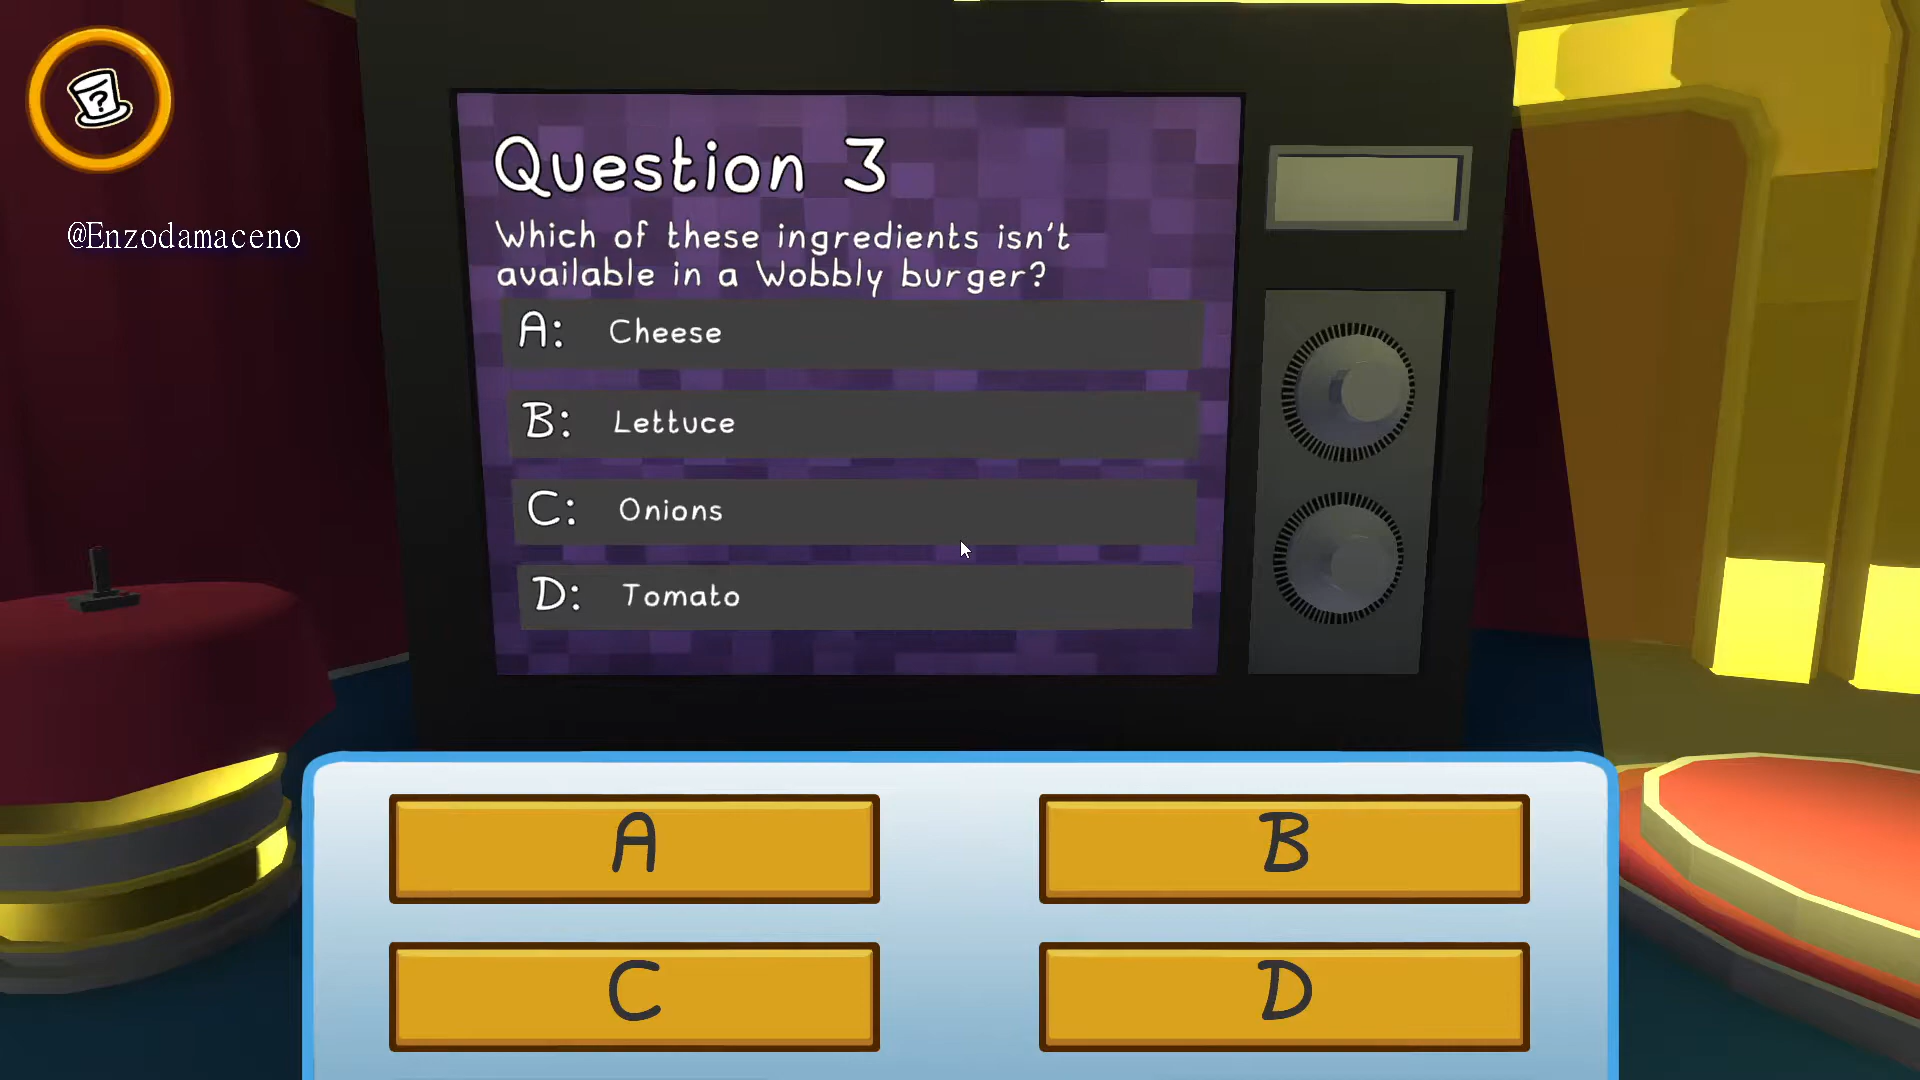 ?
@Enzodamaceno
Question 3
Which of these ingredients isn't
available in a Wobbly burger?
A: Cheese
B: Lettuce
C: Onions
D: Tomato
A
B
C
D